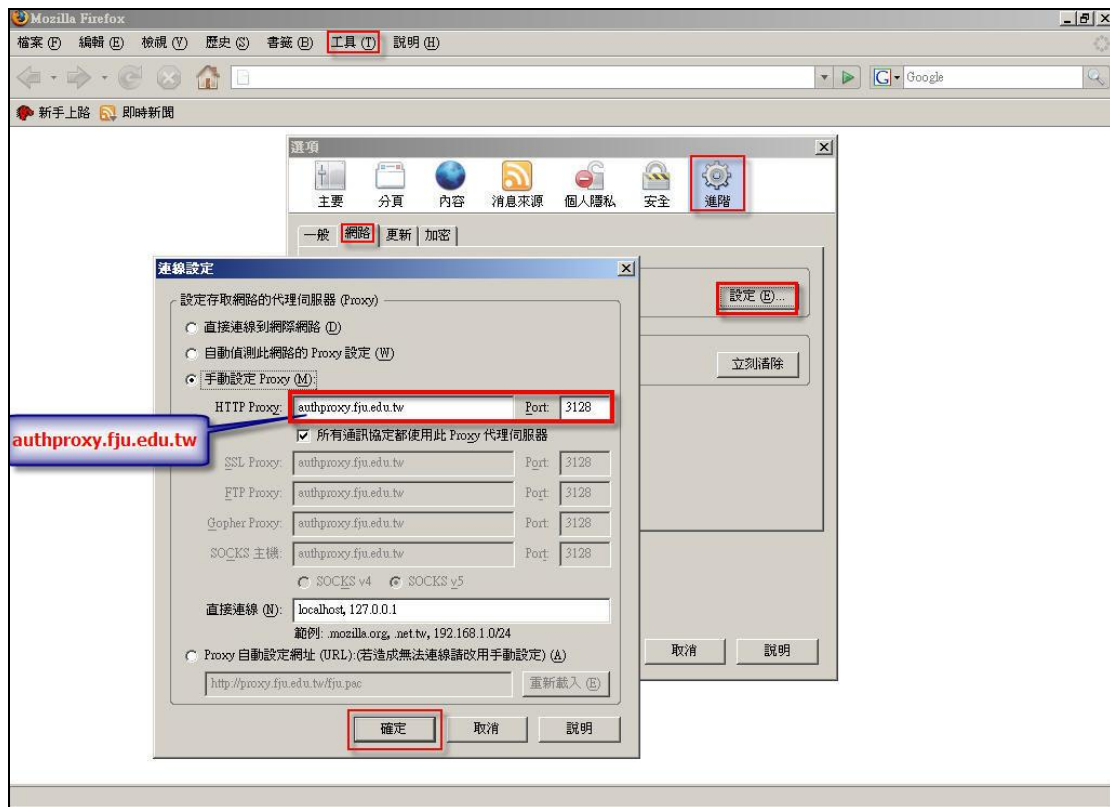 Mozilla Firefox
檔案(F) 編輯(E) 檢視(V) 歷史(S) 書籤(B) 工具(T) 說明(H)
G Google
新手上路 即時新聞
選項
主要 分頁 內容 消息來源 個人隱私 安全 進階
一般 網路 更新 加密
設定(E)...
立刻清除
取消 說明
連線設定
設定存取網路的代理伺服器 (Proxy)
直接連線到網際網路 (D)
自動偵測此網路的 Proxy 設定 (W)
手動設定 Proxy (M):
HTTP Proxy: authproxy.fju.edu.tw Port: 3128
authproxy.fju.edu.tw
所有通訊協定都使用此 Proxy 代理伺服器
SSL Proxy: authproxy.fju.edu.tw Port: 3128
FTP Proxy: authproxy.fju.edu.tw Port: 3128
Gopher Proxy: authproxy.fju.edu.tw Port: 3128
SOCKS 主機: authproxy.fju.edu.tw Port: 3128
SOCKS v4 SOCKS v5
直接連線 (N): localhost, 127.0.0.1
範例: .mozilla.org, .net.tw, 192.168.1.0/24
Proxy 自動設定網址 (URL):(若造成無法連線請改用手動設定) (A)
http://proxy.fju.edu.tw/fju.pac 重新載入 (E)
確定 取消 說明